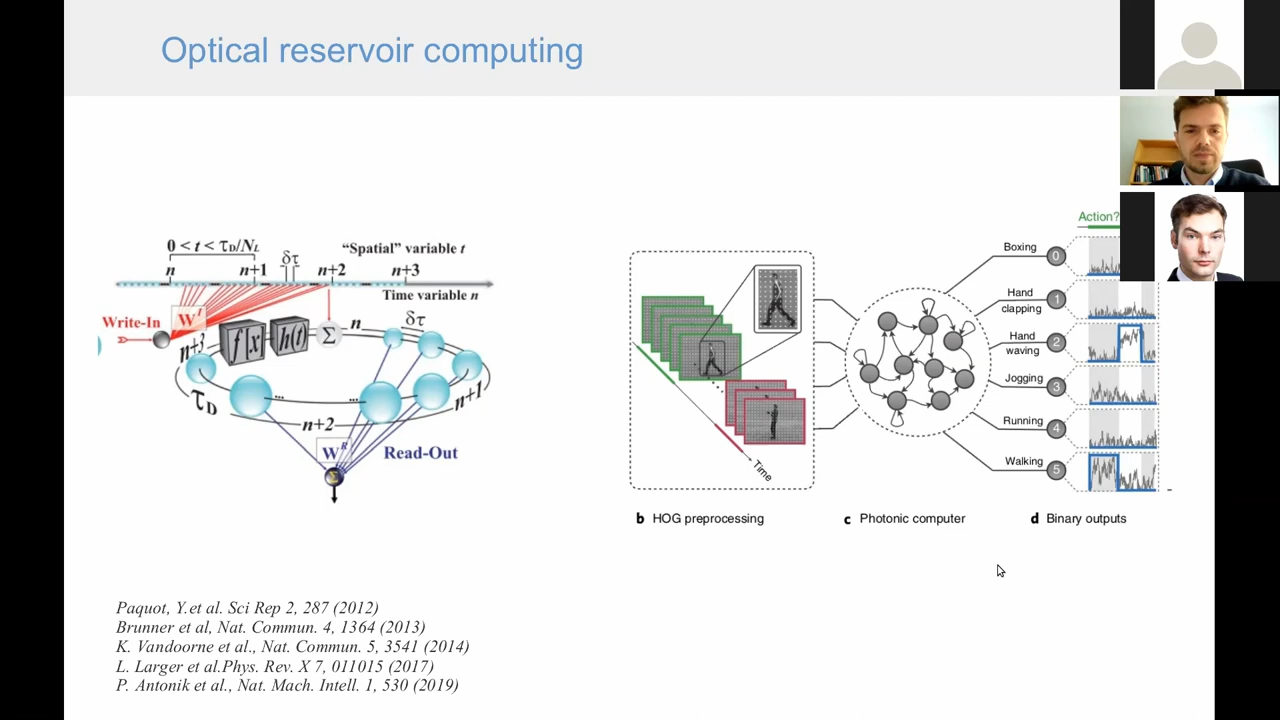 Optical reservoir computing
0 < t < τD/NL
"Spatial" variable t
δτ
n
n+1
n+2
n+3
Time variable n
Write-In
W^I
n+3
f[x]
h(t)
Σ
n
δτ
τD
...
...
n+1
n+2
W^R
Read-Out
Σ
Time
b HOG preprocessing
c Photonic computer
d Binary outputs
Action?
Boxing 0
Hand clapping 1
Hand waving 2
Jogging 3
Running 4
Walking 5
Paquot, Y.et al. Sci Rep 2, 287 (2012)
Brunner et al, Nat. Commun. 4, 1364 (2013)
K. Vandoorne et al., Nat. Commun. 5, 3541 (2014)
L. Larger et al.Phys. Rev. X 7, 011015 (2017)
P. Antonik et al., Nat. Mach. Intell. 1, 530 (2019)